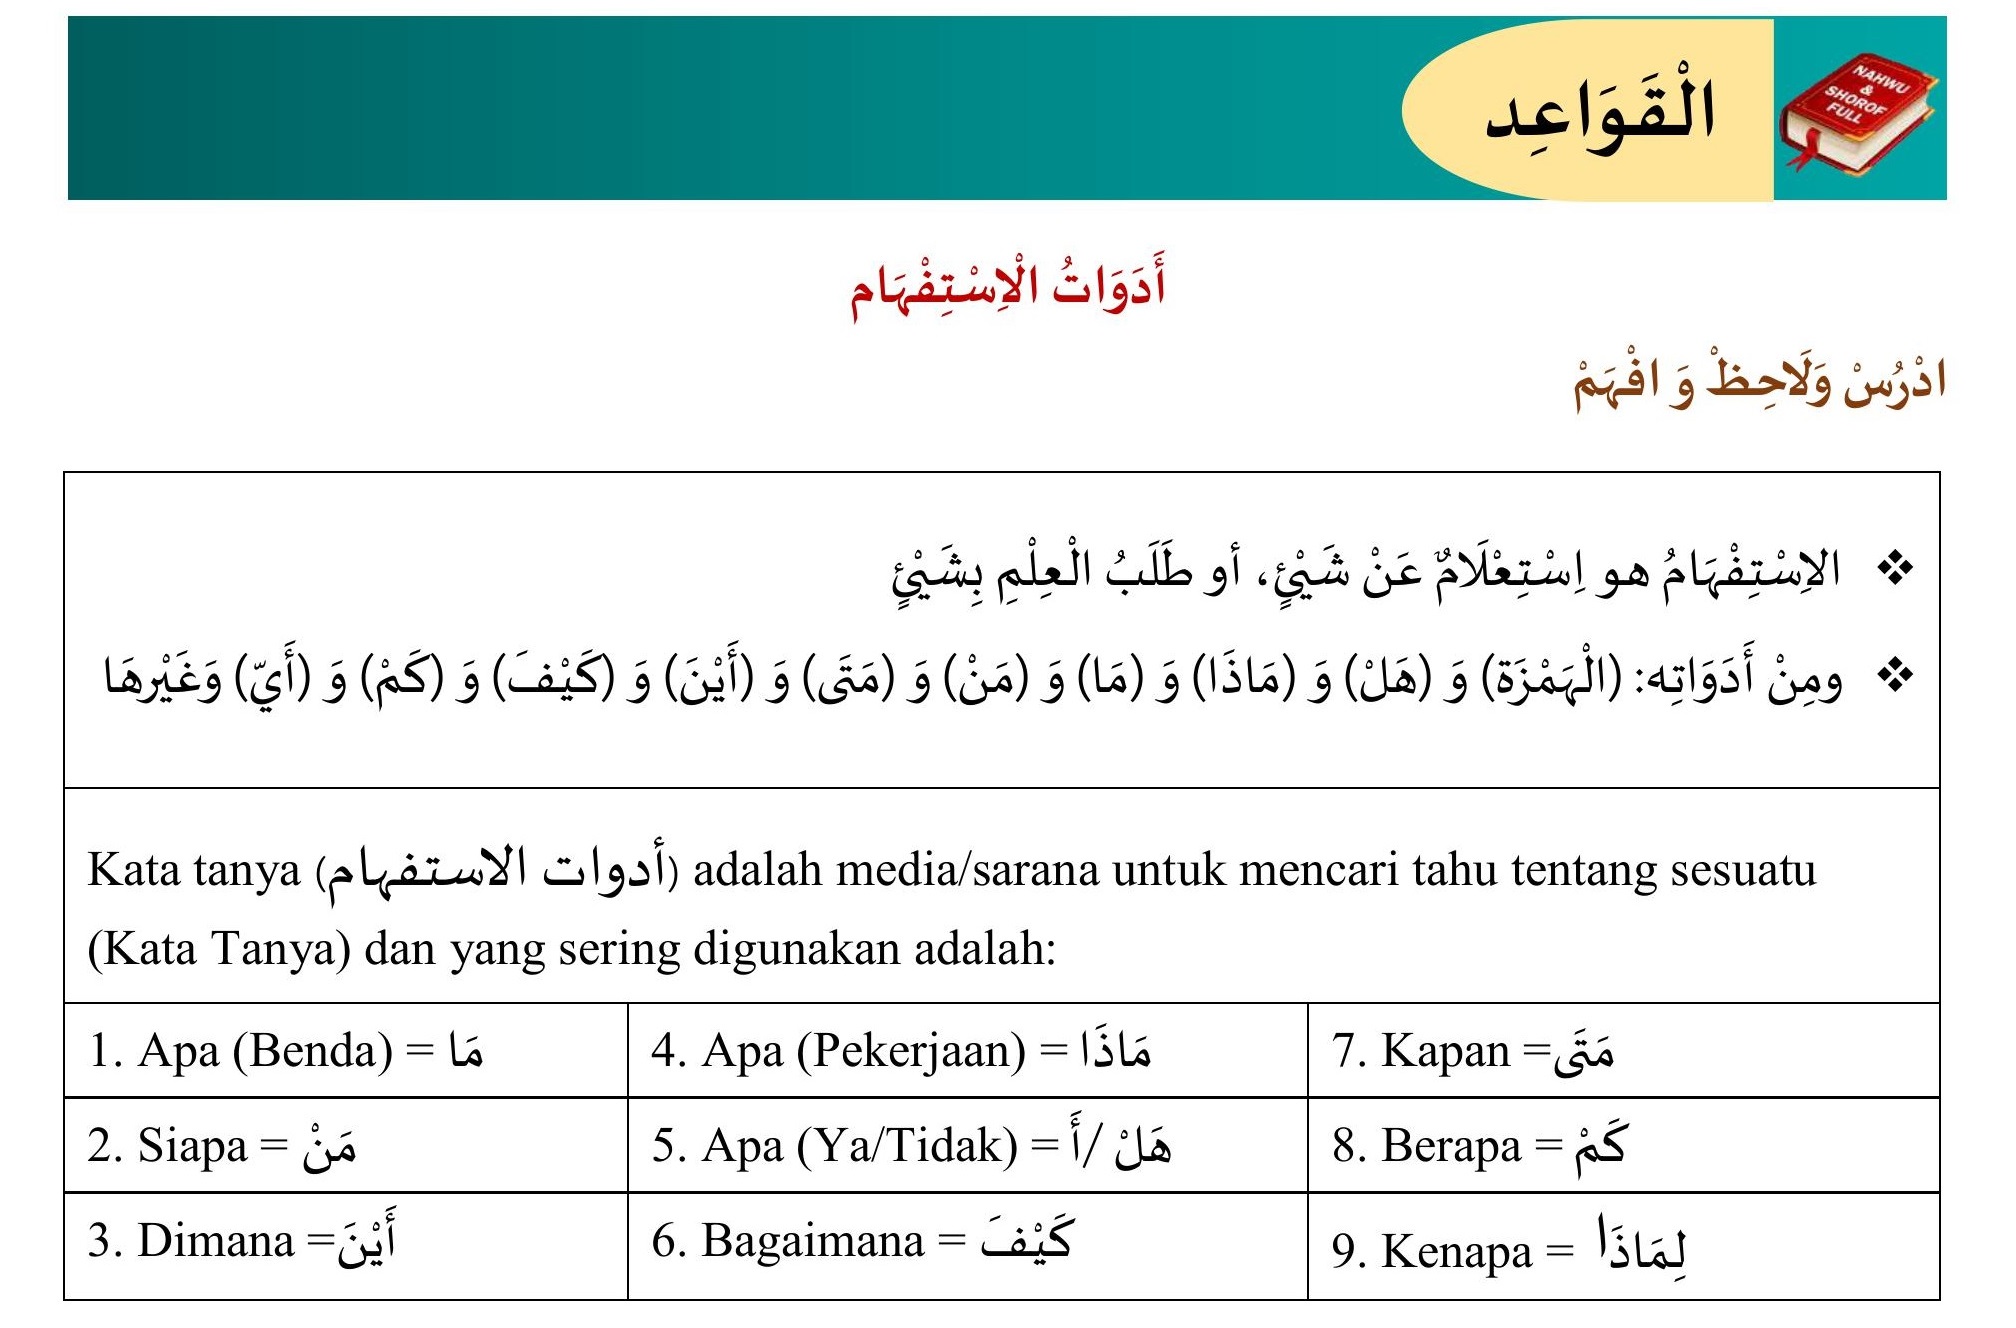 الْقَوَاعِد
NAHWU
&
SHOROF
FULL
أَدَوَاتُ الْاِسْتِفْهَام
ادْرُسْ وَلَاحِظْ وَ افْهَمْ
❖ الاِسْتِفْهَامُ هو اِسْتِعْلَامٌ عَنْ شَيْئٍ، أو طَلَبُ الْعِلْمِ بِشَيْئٍ
❖ ومِنْ أَدَوَاتِه: (الْهَمْزَة) وَ (هَلْ) وَ (مَاذَا) وَ (مَا) وَ (مَنْ) وَ (مَتَى) وَ (أَيْنَ) وَ (كَيْفَ) وَ (كَمْ) وَ (أَيّ) وَغَيْرهَا
Kata tanya (أدوات الاستفهام) adalah media/sarana untuk mencari tahu tentang sesuatu
(Kata Tanya) dan yang sering digunakan adalah:
1. Apa (Benda) = مَا
4. Apa (Pekerjaan) = مَاذَا
7. Kapan =مَتَى
2. Siapa = مَنْ
5. Apa (Ya/Tidak) = هَلْ /أَ
8. Berapa = كَمْ
3. Dimana =أَيْنَ
6. Bagaimana = كَيْفَ
9. Kenapa = لِمَاذَا